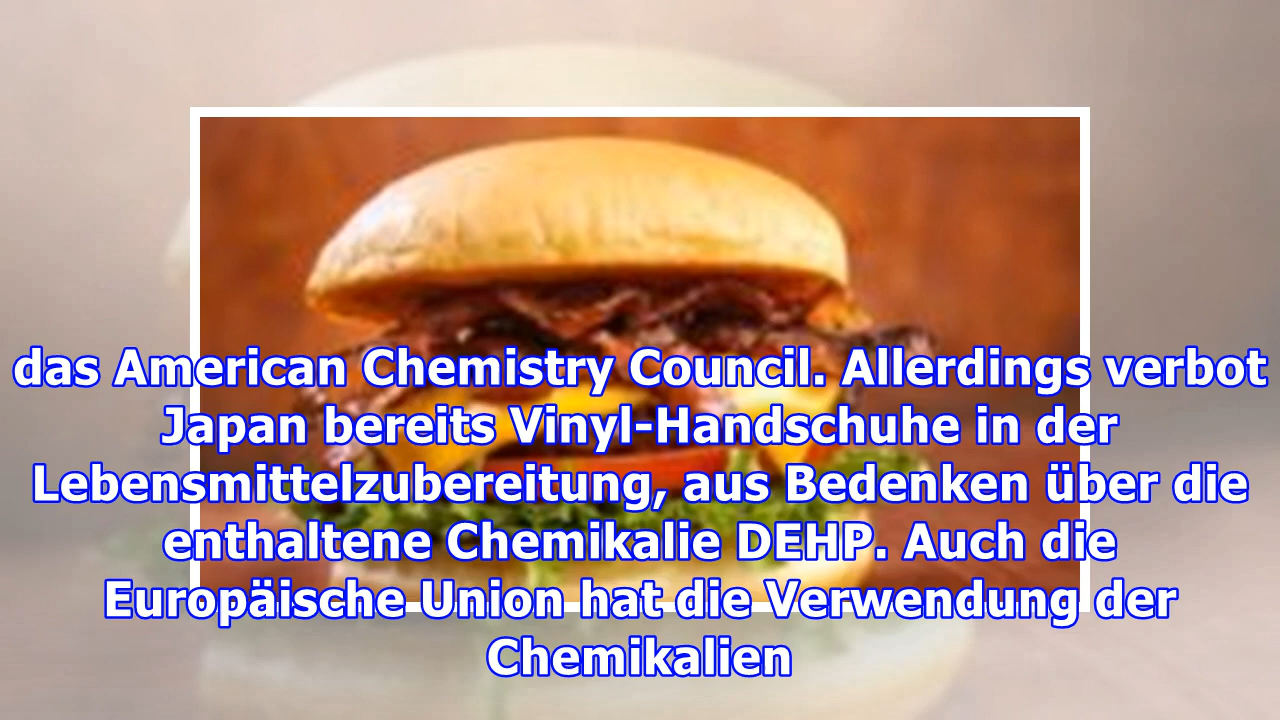 das American Chemistry Council. Allerdings verbot
Japan bereits Vinyl-Handschuhe in der
Lebensmittelzubereitung, aus Bedenken über die
enthaltene Chemikalie DEHP. Auch die
Europäische Union hat die Verwendung der
Chemikalien